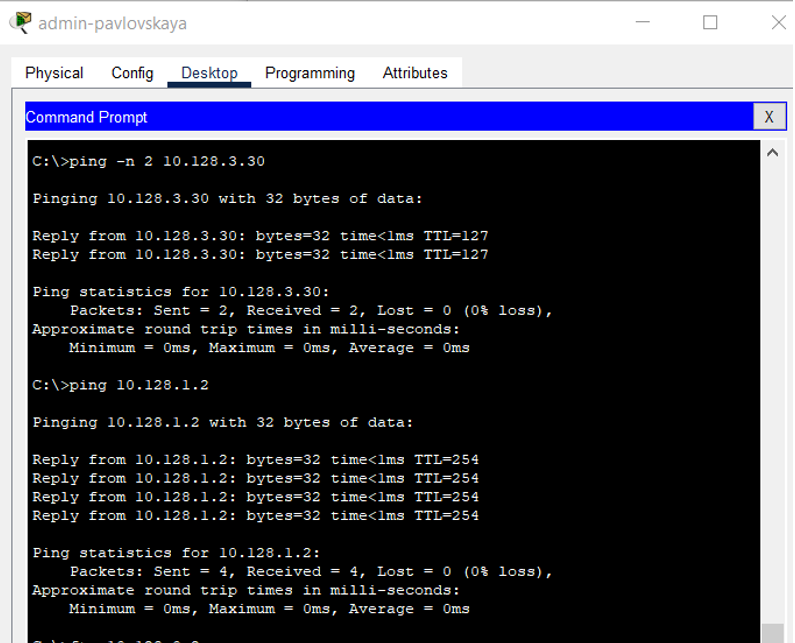 admin-pavlovskaya
Physical Config Desktop Programming Attributes
Command Prompt
X
C:\>ping -n 2 10.128.3.30
Pinging 10.128.3.30 with 32 bytes of data:
Reply from 10.128.3.30: bytes=32 time<1ms TTL=127
Reply from 10.128.3.30: bytes=32 time<1ms TTL=127
Ping statistics for 10.128.3.30:
Packets: Sent = 2, Received = 2, Lost = 0 (0% loss),
Approximate round trip times in milli-seconds:
Minimum = 0ms, Maximum = 0ms, Average = 0ms
C:\>ping 10.128.1.2
Pinging 10.128.1.2 with 32 bytes of data:
Reply from 10.128.1.2: bytes=32 time<1ms TTL=254
Reply from 10.128.1.2: bytes=32 time<1ms TTL=254
Reply from 10.128.1.2: bytes=32 time<1ms TTL=254
Reply from 10.128.1.2: bytes=32 time<1ms TTL=254
Ping statistics for 10.128.1.2:
Packets: Sent = 4, Received = 4, Lost = 0 (0% loss),
Approximate round trip times in milli-seconds:
Minimum = 0ms, Maximum = 0ms, Average = 0ms